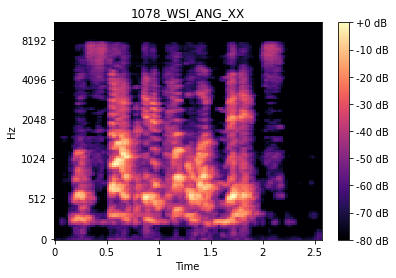 1078_WSI_ANG_XX
8192
4096
2048
1024
512
0
Hz
0 0.5 1 1.5 2 2.5
Time
+0 dB
-10 dB
-20 dB
-30 dB
-40 dB
-50 dB
-60 dB
-70 dB
-80 dB